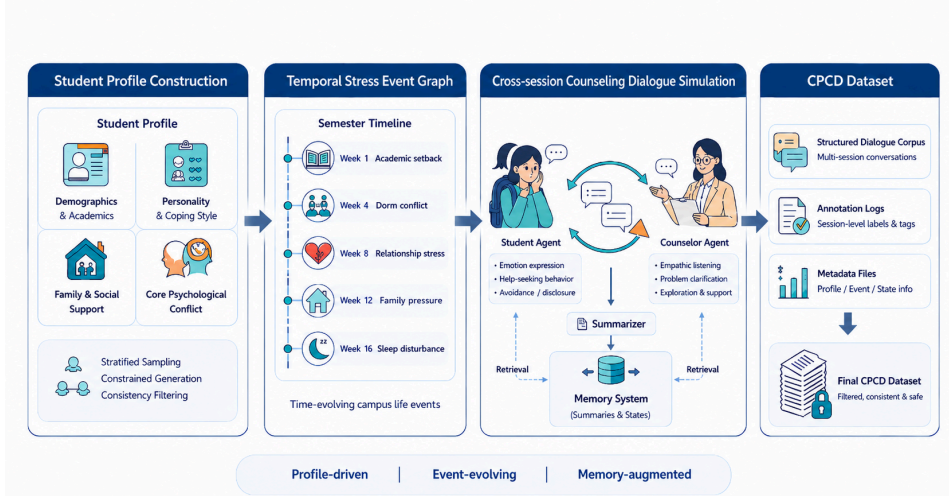 Student Profile Construction
Student Profile
Demographics
& Academics
Personality
& Coping Style
Family & Social
Support
Core Psychological
Conflict
Stratified Sampling
Constrained Generation
Consistency Filtering
Temporal Stress Event Graph
Semester Timeline
Week 1 Academic setback
Week 4 Dorm conflict
Week 8 Relationship stress
Week 12 Family pressure
zz
Week 16 Sleep disturbance
Time-evolving campus life events
Cross-session Counseling Dialogue Simulation
Student Agent
• Emotion expression
• Help-seeking behavior
• Avoidance / disclosure
Counselor Agent
• Empathic listening
• Problem clarification
• Exploration & support
Summarizer
Retrieval
Retrieval
Memory System
(Summaries & States)
CPCD Dataset
Structured Dialogue Corpus
Multi-session conversations
Annotation Logs
Session-level labels & tags
Metadata Files
Profile / Event / State info
Final CPCD Dataset
Filtered, consistent & safe
Profile-driven | Event-evolving | Memory-augmented